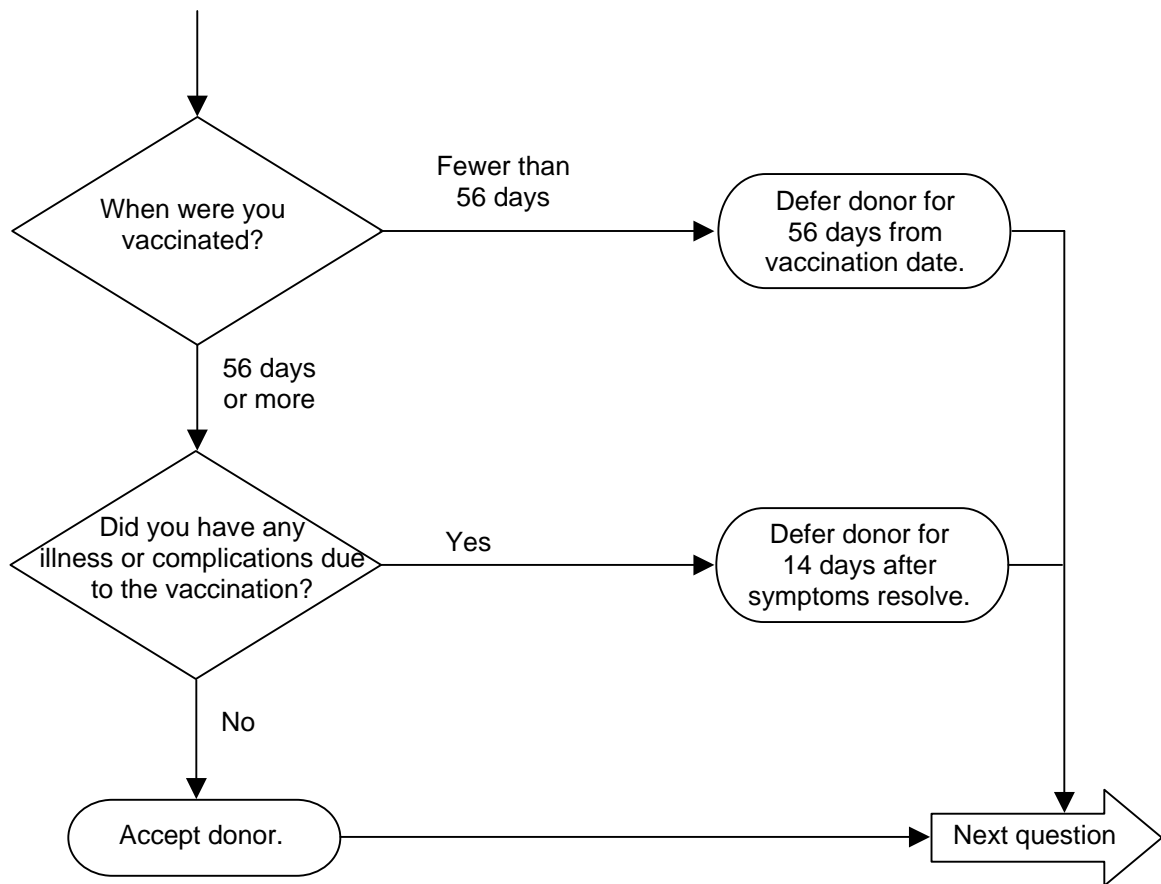 When were you
vaccinated?
Fewer than
56 days
Defer donor for
56 days from
vaccination date.
56 days
or more
Did you have any
illness or complications due
to the vaccination?
Yes
Defer donor for
14 days after
symptoms resolve.
No
Accept donor.
Next question